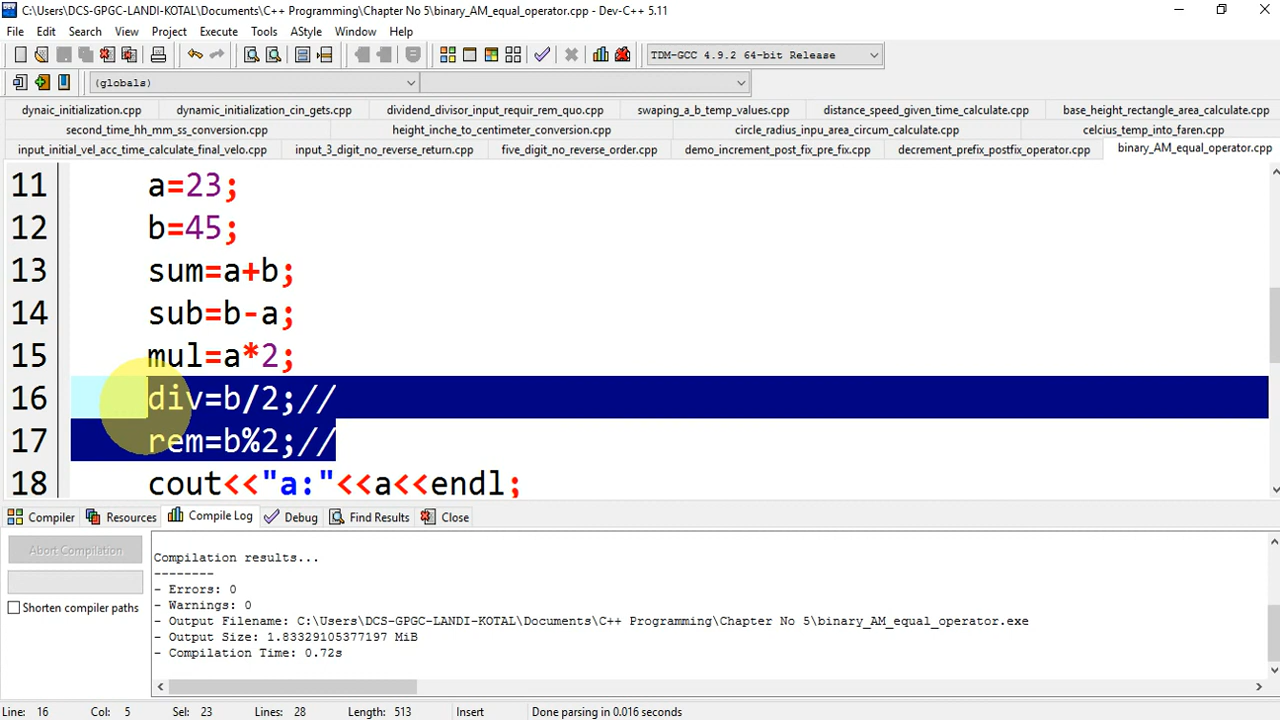 C:\Users\DCS-GPGC-LANDI-KOTAL\Documents\C++ Programming\Chapter No 5\binary_AM_equal_operator.cpp - Dev-C++ 5.11
File Edit Search View Project Execute Tools AStyle Window Help
TDM-GCC 4.9.2 64-bit Release
(globals)
dynaic_initialization.cpp dynamic_initialization_cin_gets.cpp dividend_divisor_input_requir_rem_quo.cpp swaping_a_b_temp_values.cpp distance_speed_given_time_calculate.cpp base_height_rectangle_area_calculate.cpp
second_time_hh_mm_ss_conversion.cpp height_inche_to_centimeter_conversion.cpp circle_radius_inpu_area_circum_calculate.cpp celcius_temp_into_faren.cpp
input_initial_vel_acc_time_calculate_final_velo.cpp input_3_digit_no_reverse_return.cpp five_digit_no_reverse_order.cpp demo_increment_post_fix_pre_fix.cpp decrement_prefix_postfix_operator.cpp binary_AM_equal_operator.cpp
11 a=23;
12 b=45;
13 sum=a+b;
14 sub=b-a;
15 mul=a*2;
16 div=b/2;//
17 rem=b%2;//
18 cout<<"a:"<<a<<endl;
Compiler Resources Compile Log Debug Find Results Close
Abort Compilation
Shorten compiler paths
Compilation results...
--------
- Errors: 0
- Warnings: 0
- Output Filename: C:\Users\DCS-GPGC-LANDI-KOTAL\Documents\C++ Programming\Chapter No 5\binary_AM_equal_operator.exe
- Output Size: 1.83329105377197 MiB
- Compilation Time: 0.72s
Line: 16 Col: 5 Sel: 23 Lines: 28 Length: 513 Insert Done parsing in 0.016 seconds